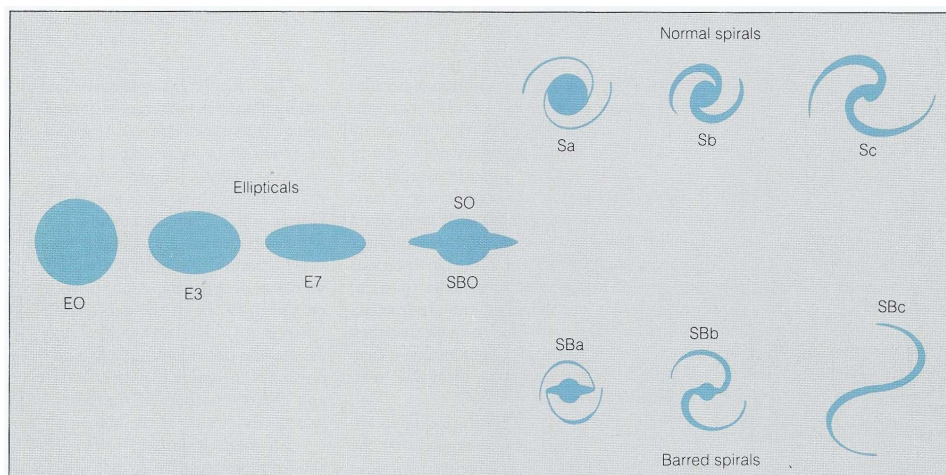 Normal spirals
Sa
Sb
Sc
Ellipticals
EO
E3
E7
SO
SBO
SBa
SBb
SBc
Barred spirals